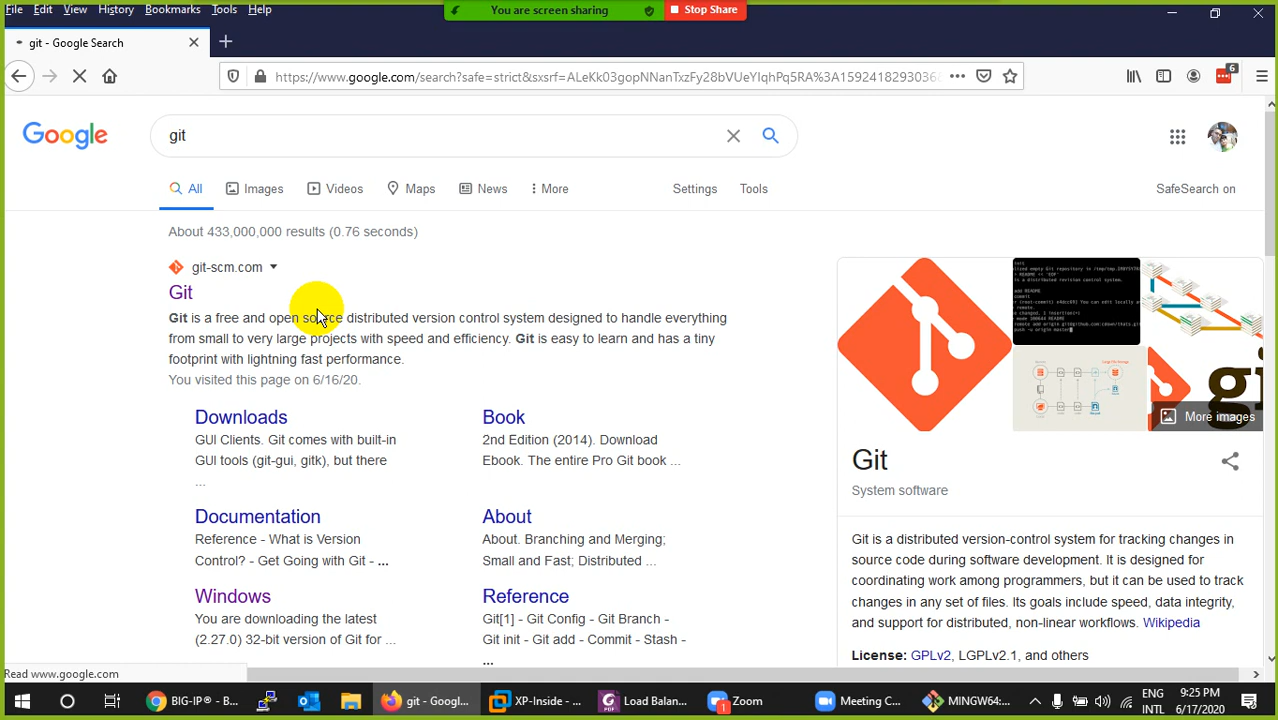 File Edit View History Bookmarks Tools Help
You are screen sharing
Stop Share
git - Google Search
https://www.google.com/search?safe=strict&sxsrf=ALeKk03gopNNanTxzFy28bVUeYIqhPq5RA%3A1592418293036&
6
Google
git
All Images Videos Maps News More Settings Tools
SafeSearch on
About 433,000,000 results (0.76 seconds)
git-scm.com
Git
Git is a free and open source distributed version control system designed to handle everything
from small to very large projects with speed and efficiency. Git is easy to learn and has a tiny
footprint with lightning fast performance.
You visited this page on 6/16/20.
Downloads
GUI Clients. Git comes with built-in
GUI tools (git-gui, gitk), but there
...
Book
2nd Edition (2014). Download
Ebook. The entire Pro Git book ...
Documentation
Reference - What is Version
Control? - Get Going with Git - ...
About
About. Branching and Merging;
Small and Fast; Distributed ...
Windows
You are downloading the latest
(2.27.0) 32-bit version of Git for ...
Reference
Git[1] - Git Config - Git Branch -
Git init - Git add - Commit - Stash -
...
git
More images
Git
System software
Git is a distributed version-control system for tracking changes in
source code during software development. It is designed for
coordinating work among programmers, but it can be used to track
changes in any set of files. Its goals include speed, data integrity,
and support for distributed, non-linear workflows. Wikipedia
License: GPLv2, LGPLv2.1, and others
Read www.google.com
BIG-IP® - B...
git - Googl...
XP-Inside - ...
Load Balan...
1
Zoom
Meeting C...
MINGW64:...
ENG
INTL
9:25 PM
6/17/2020